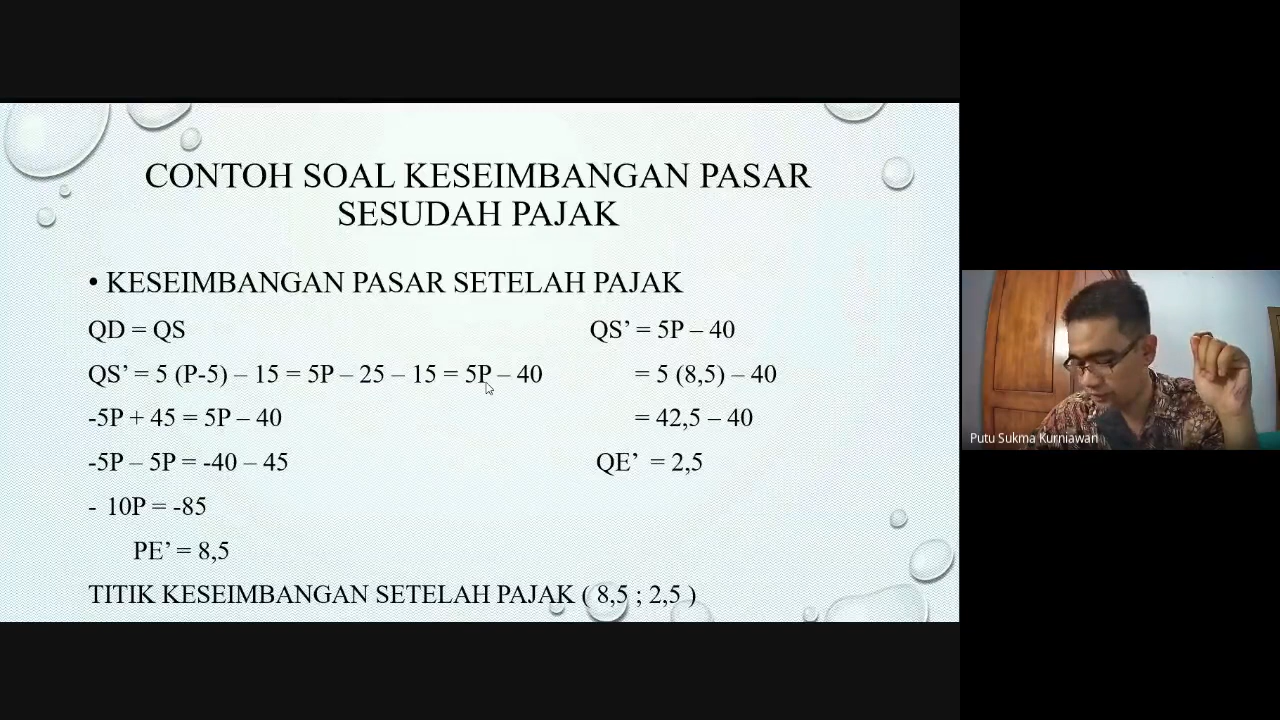 CONTOH SOAL KESEIMBANGAN PASAR
SESUDAH PAJAK
• KESEIMBANGAN PASAR SETELAH PAJAK
QD = QS
QS’ = 5 (P-5) – 15 = 5P – 25 – 15 = 5P – 40
-5P + 45 = 5P – 40
-5P – 5P = -40 – 45
- 10P = -85
PE’ = 8,5
TITIK KESEIMBANGAN SETELAH PAJAK ( 8,5 ; 2,5 )
QS’ = 5P – 40
= 5 (8,5) – 40
= 42,5 – 40
QE’ = 2,5
Putu Sukma Kurniawan